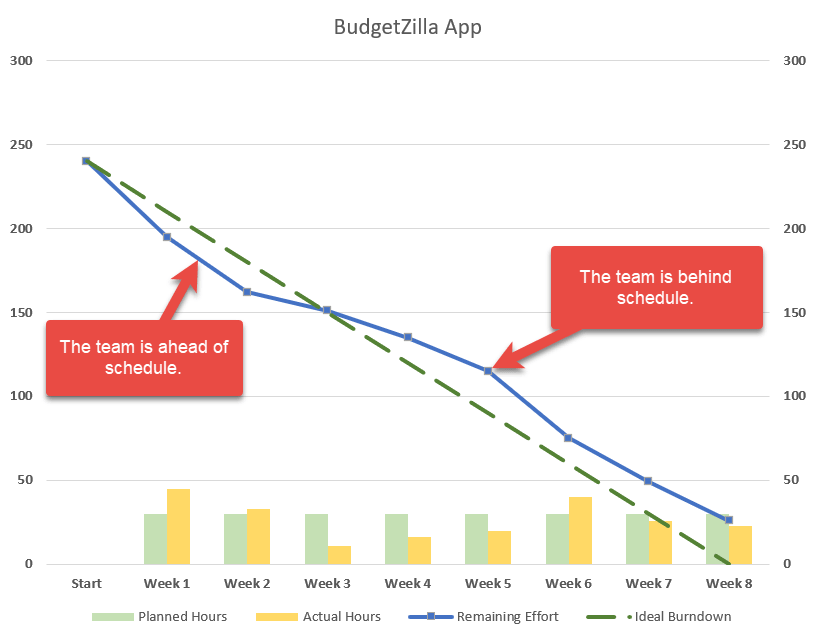 BudgetZilla App
300 300
250 250
200 200
The team is behind
schedule.
150 150
The team is ahead of
schedule.
100 100
50 50
0 0
Start Week 1 Week 2 Week 3 Week 4 Week 5 Week 6 Week 7 Week 8
Planned Hours Actual Hours Remaining Effort Ideal Burndown